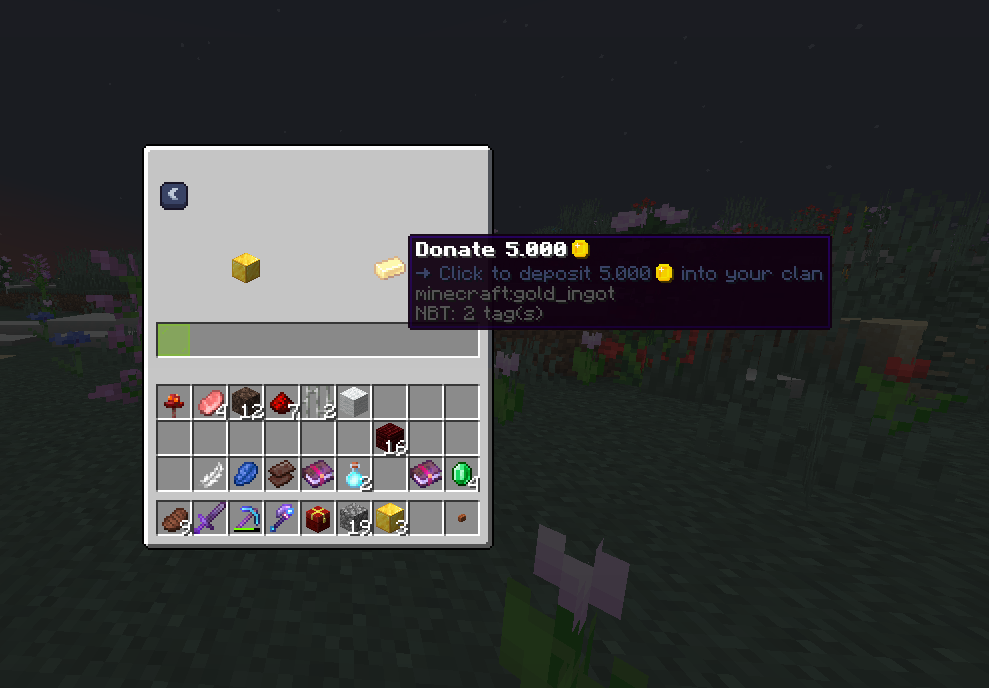 Donate 5.000
→ Click to deposit 5.000 into your clan
minecraft:gold_ingot
NBT: 2 tag(s)
4 12 7 2
16
2 4
9 19 3